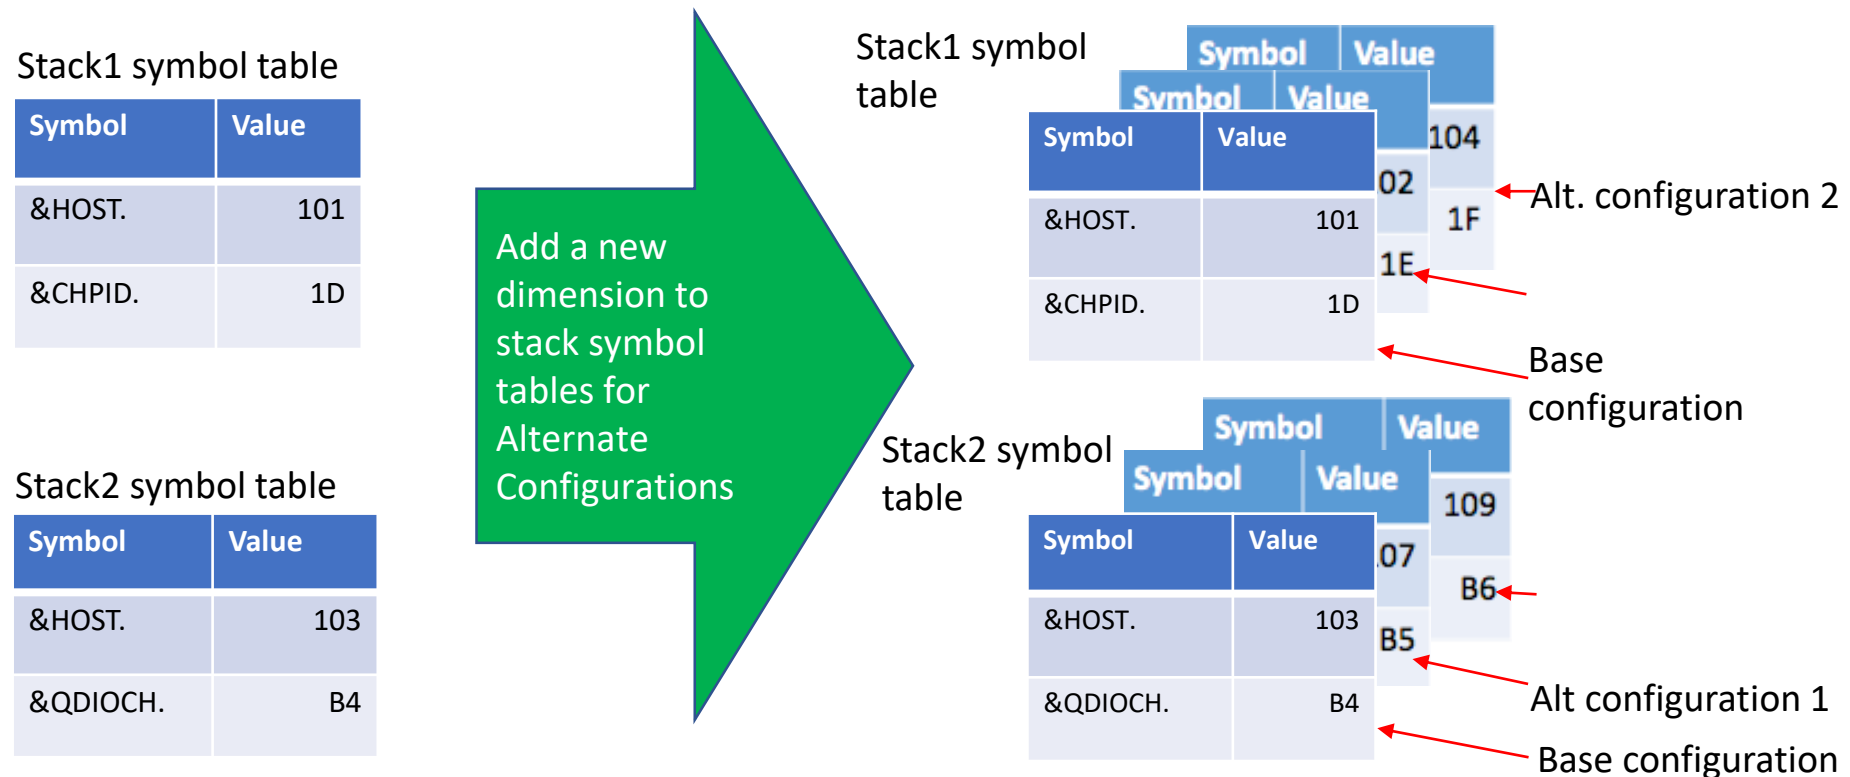 Stack1 symbol table
Symbol Value
&HOST. 101
&CHPID. 1D
Stack2 symbol table
Symbol Value
&HOST. 103
&QDIOCH. B4
Add a new
dimension to
stack symbol
tables for
Alternate
Configurations
Stack1 symbol
table
Symbol Value
104
1F
Symbol Value
02
1E
Symbol Value
&HOST. 101
&CHPID. 1D
Alt. configuration 2
Base
configuration
Stack2 symbol
table
Symbol Value
109
B6
Symbol Value
07
B5
Symbol Value
&HOST. 103
&QDIOCH. B4
Alt configuration 1
Base configuration